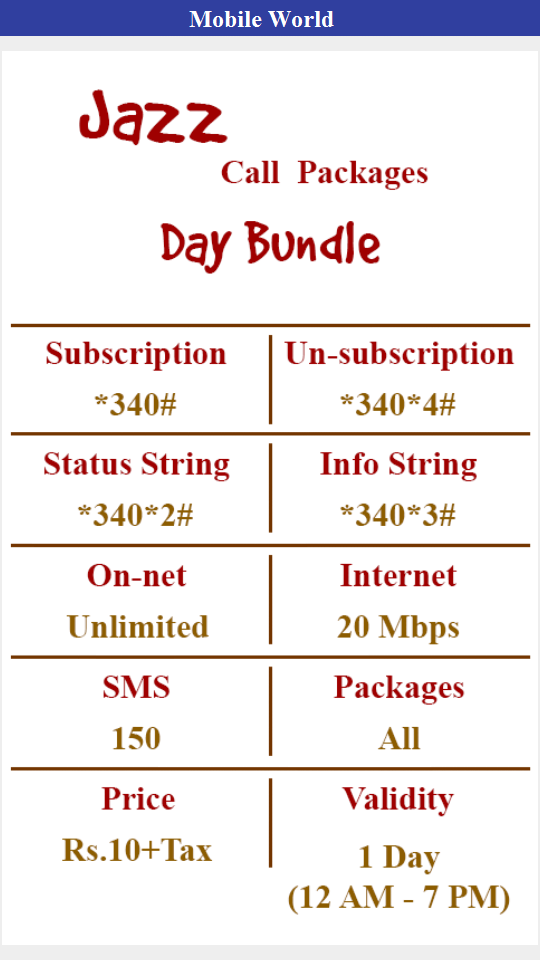 Mobile World
Jazz
Call Packages
Day Bundle
Subscription
*340#
Un-subscription
*340*4#
Status String
*340*2#
Info String
*340*3#
On-net
Unlimited
Internet
20 Mbps
SMS
150
Packages
All
Price
Rs.10+Tax
Validity
1 Day
(12 AM - 7 PM)